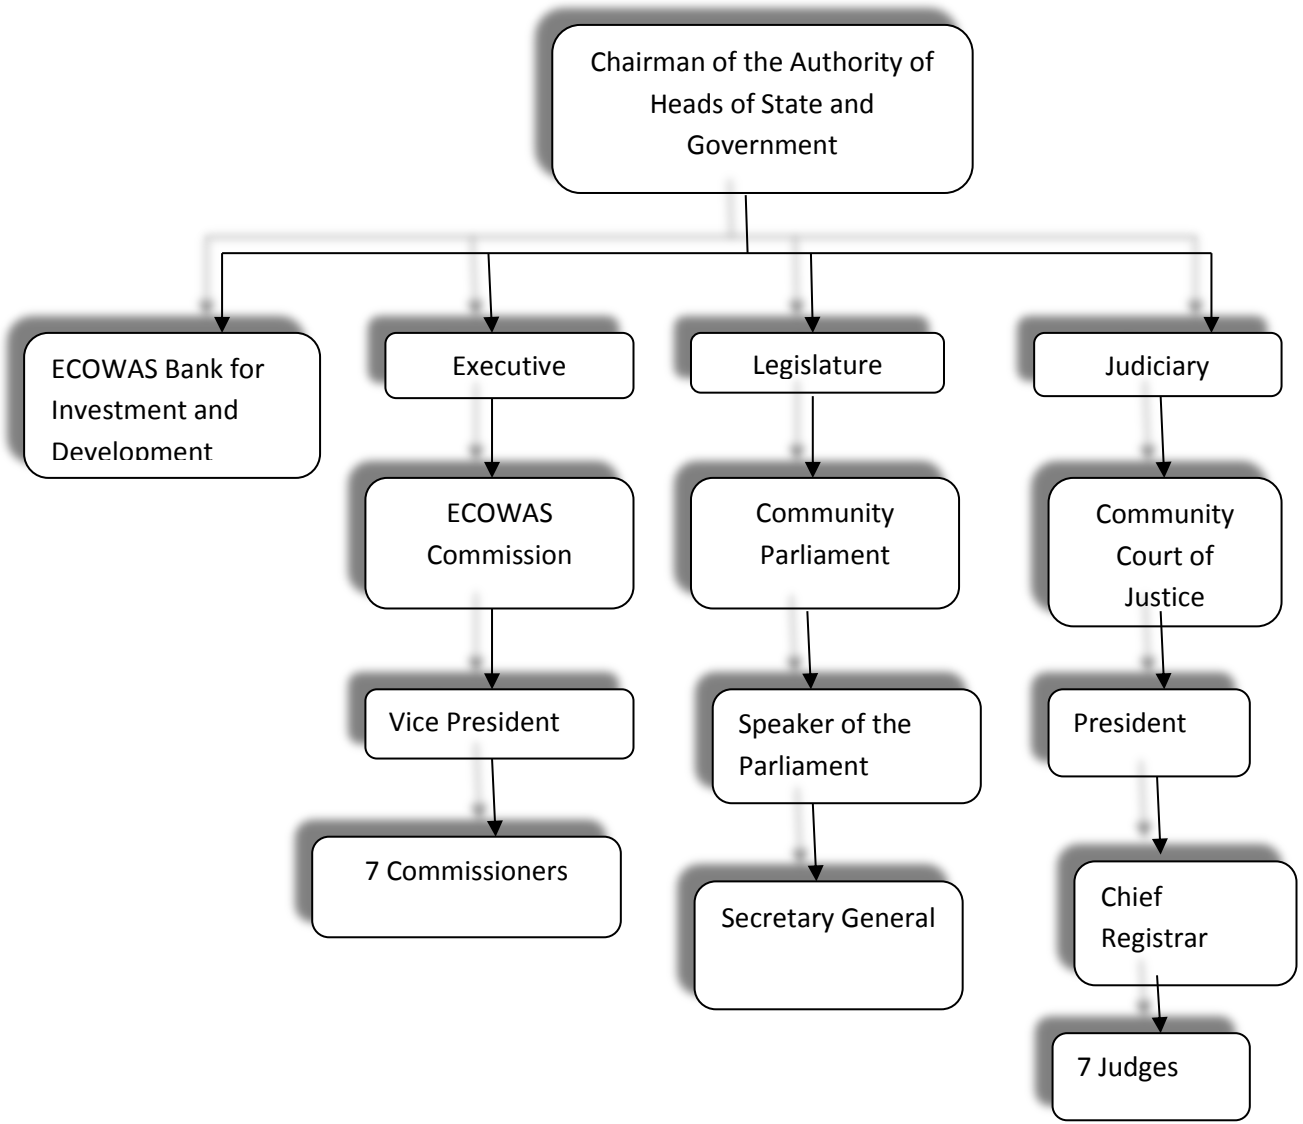 Chairman of the Authority of
Heads of State and
Government
ECOWAS Bank for
Investment and
Development
Executive
Legislature
Judiciary
ECOWAS
Commission
Community
Parliament
Community
Court of
Justice
Vice President
Speaker of the
Parliament
President
7 Commissioners
Secretary General
Chief
Registrar
7 Judges